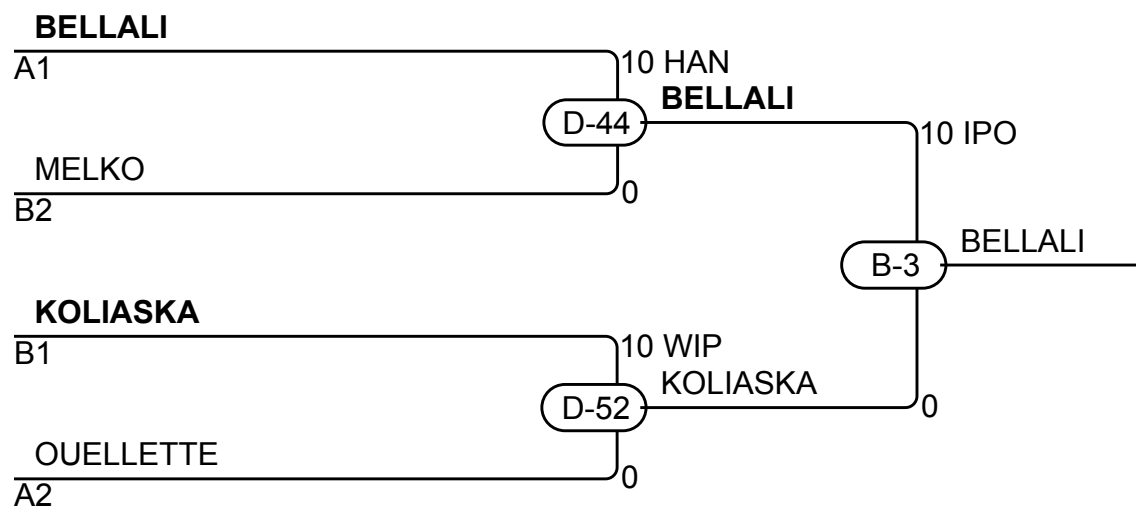 BELLALI
A1
10 HAN
BELLALI
D-44
10 IPO
MELKO
0
B2
BELLALI
B-3
KOLIASKA
B1
10 WIP
KOLIASKA
D-52
0
OUELLETTE
0
A2